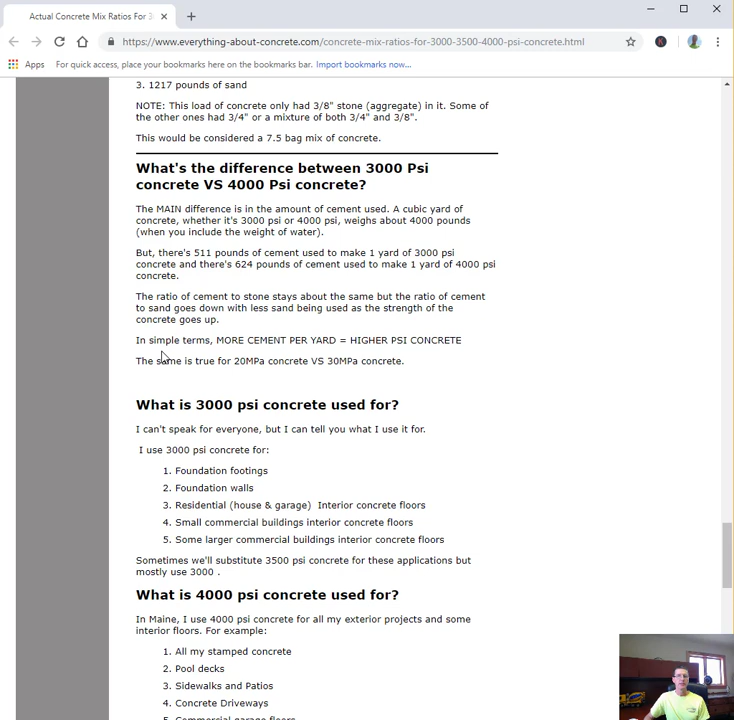 Actual Concrete Mix Ratios For 3
https://www.everything-about-concrete.com/concrete-mix-ratios-for-3000-3500-4000-psi-concrete.html
K
Apps For quick access, place your bookmarks here on the bookmarks bar. Import bookmarks now...
3. 1217 pounds of sand
NOTE: This load of concrete only had 3/8" stone (aggregate) in it. Some of
the other ones had 3/4" or a mixture of both 3/4" and 3/8".
This would be considered a 7.5 bag mix of concrete.
What's the difference between 3000 Psi
concrete VS 4000 Psi concrete?
The MAIN difference is in the amount of cement used. A cubic yard of
concrete, whether it's 3000 psi or 4000 psi, weighs about 4000 pounds
(when you include the weight of water).
But, there's 511 pounds of cement used to make 1 yard of 3000 psi
concrete and there's 624 pounds of cement used to make 1 yard of 4000 psi
concrete.
The ratio of cement to stone stays about the same but the ratio of cement
to sand goes down with less sand being used as the strength of the
concrete goes up.
In simple terms, MORE CEMENT PER YARD = HIGHER PSI CONCRETE
The same is true for 20MPa concrete VS 30MPa concrete.
What is 3000 psi concrete used for?
I can't speak for everyone, but I can tell you what I use it for.
I use 3000 psi concrete for:
1. Foundation footings
2. Foundation walls
3. Residential (house & garage) Interior concrete floors
4. Small commercial buildings interior concrete floors
5. Some larger commercial buildings interior concrete floors
Sometimes we'll substitute 3500 psi concrete for these applications but
mostly use 3000 .
What is 4000 psi concrete used for?
In Maine, I use 4000 psi concrete for all my exterior projects and some
interior floors. For example:
1. All my stamped concrete
2. Pool decks
3. Sidewalks and Patios
4. Concrete Driveways
5. Commercial garage floors